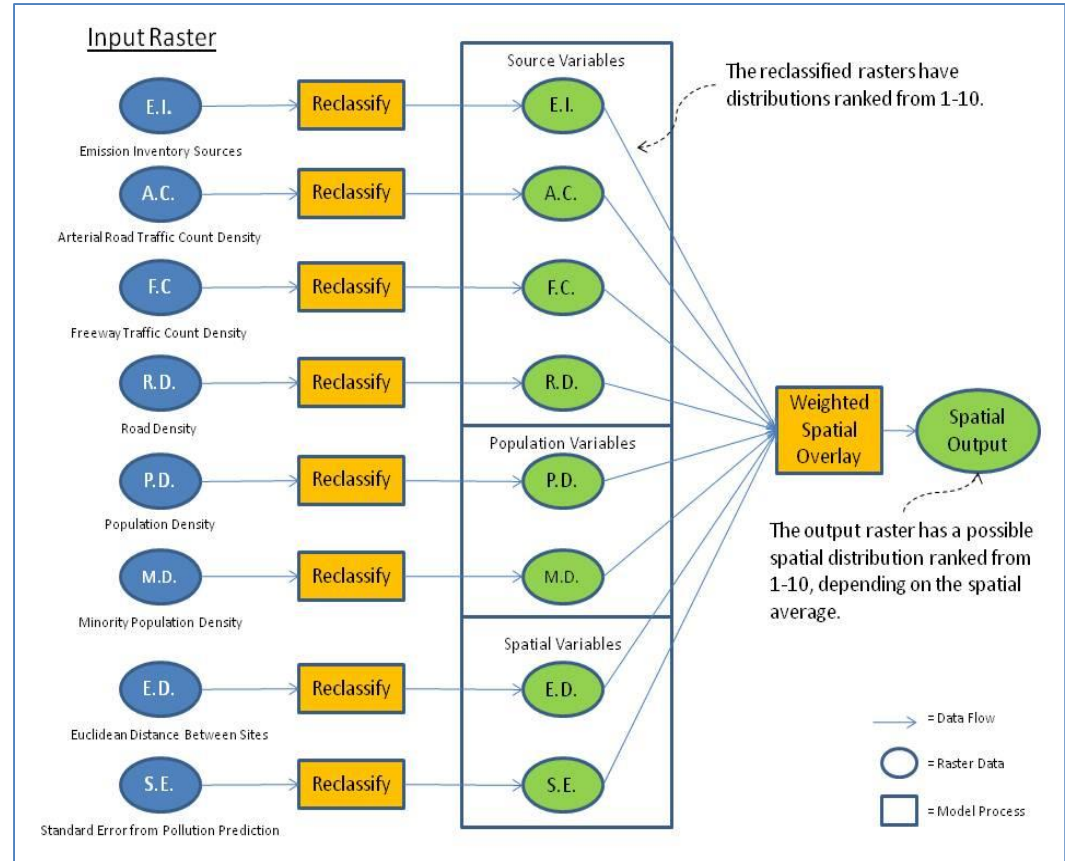 Input Raster
E.I.
Emission Inventory Sources
Reclassify
Source Variables
E.I.
The reclassified rasters have
distributions ranked from 1-10.
A.C.
Arterial Road Traffic Count Density
Reclassify
A.C.
F.C
Freeway Traffic Count Density
Reclassify
F.C.
R.D.
Road Density
Reclassify
R.D.
P.D.
Population Density
Reclassify
Population Variables
P.D.
M.D.
Minority Population Density
Reclassify
M.D.
E.D.
Euclidean Distance Between Sites
Reclassify
Spatial Variables
E.D.
S.E.
Standard Error from Pollution Prediction
Reclassify
S.E.
Weighted
Spatial
Overlay
Spatial
Output
The output raster has a possible
spatial distribution ranked from
1-10, depending on the spatial
average.
= Data Flow
= Raster Data
= Model Process